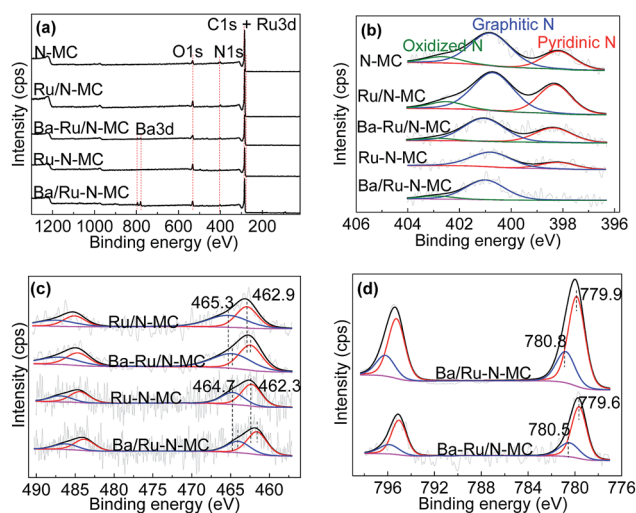 (a)
C1s + Ru3d
N-MC
O1s N1s
Ru/N-MC
Ba-Ru/N-MC Ba3d
Ru-N-MC
Ba/Ru-N-MC
Intensity (cps)
1200 1000 800 600 400 200
Binding energy (eV)
(b)
Graphitic N
Oxidized N
Pyridinic N
N-MC
Ru/N-MC
Ba-Ru/N-MC
Ru-N-MC
Ba/Ru-N-MC
Intensity (cps)
406 404 402 400 398 396
Binding energy (eV)
(c)
465.3 462.9
Ru/N-MC
Ba-Ru/N-MC
Ru-N-MC 464.7 462.3
Ba/Ru-N-MC
Intensity (cps)
490 485 480 475 470 465 460
Binding energy (eV)
(d)
779.9
780.8
Ba/Ru-N-MC
779.6
780.5
Ba-Ru/N-MC
Intensity (cps)
796 792 788 784 780 776
Binding energy (eV)